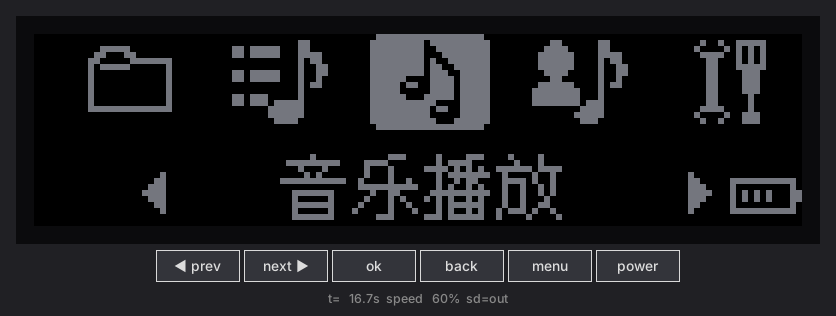 音乐播放
◀ prev next ▶ ok back menu power
t= 16.7s speed 60% sd=out